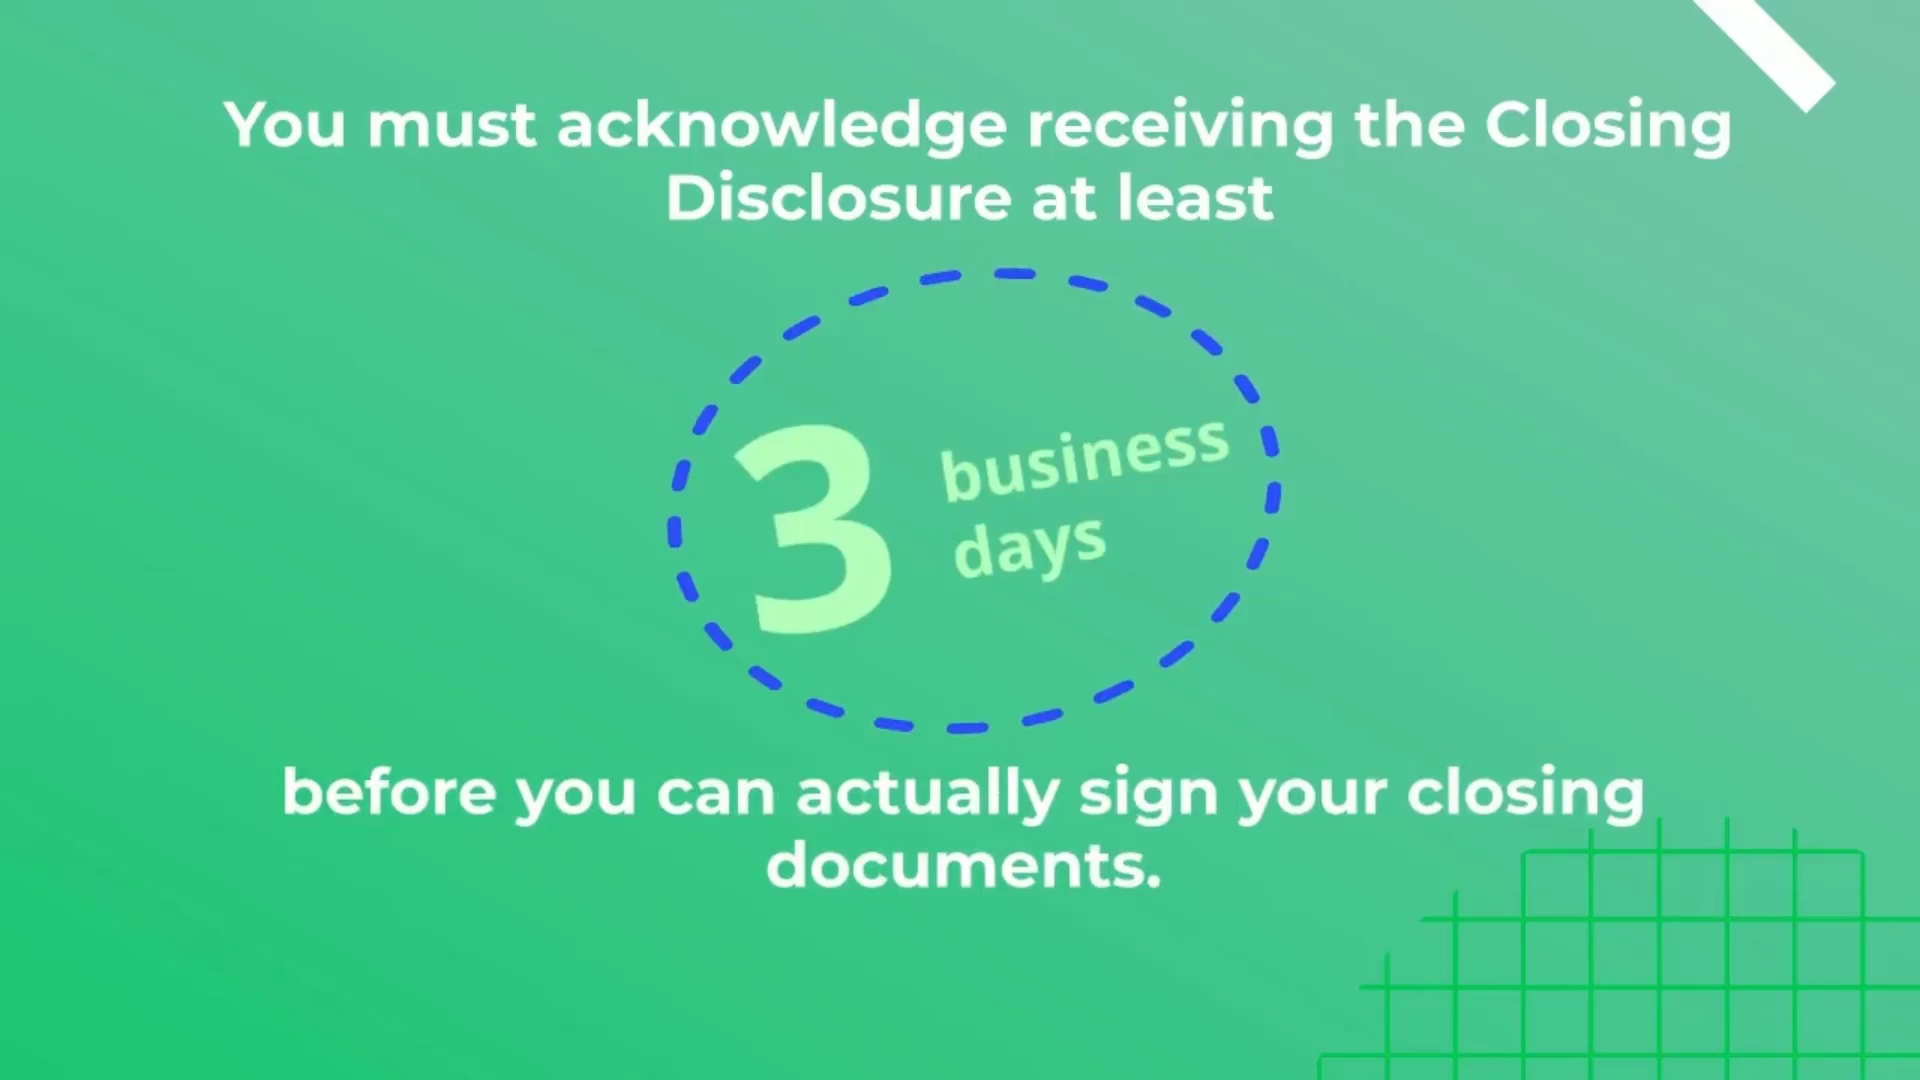 You must acknowledge receiving the Closing
Disclosure at least
3 business
days
before you can actually sign your closing
documents.